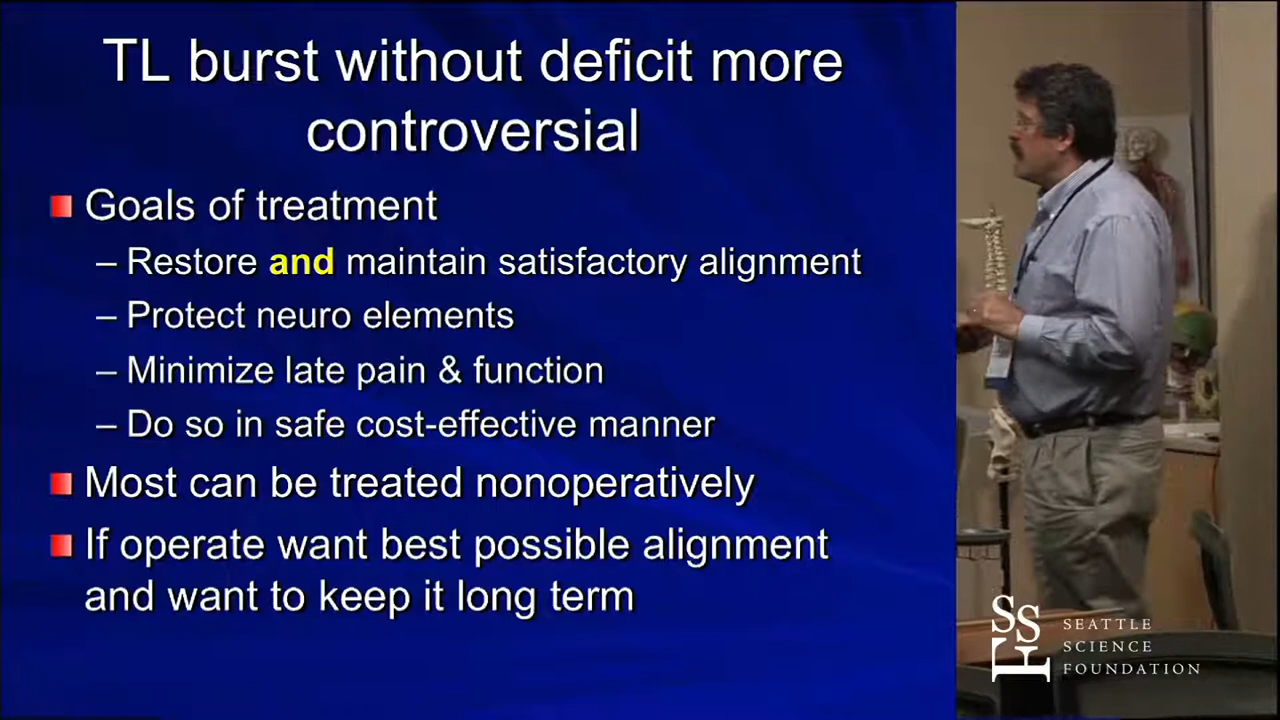 TL burst without deficit more
controversial
Goals of treatment
– Restore and maintain satisfactory alignment
– Protect neuro elements
– Minimize late pain & function
– Do so in safe cost-effective manner
Most can be treated nonoperatively
If operate want best possible alignment
and want to keep it long term
SSF
SEATTLE
SCIENCE
FOUNDATION